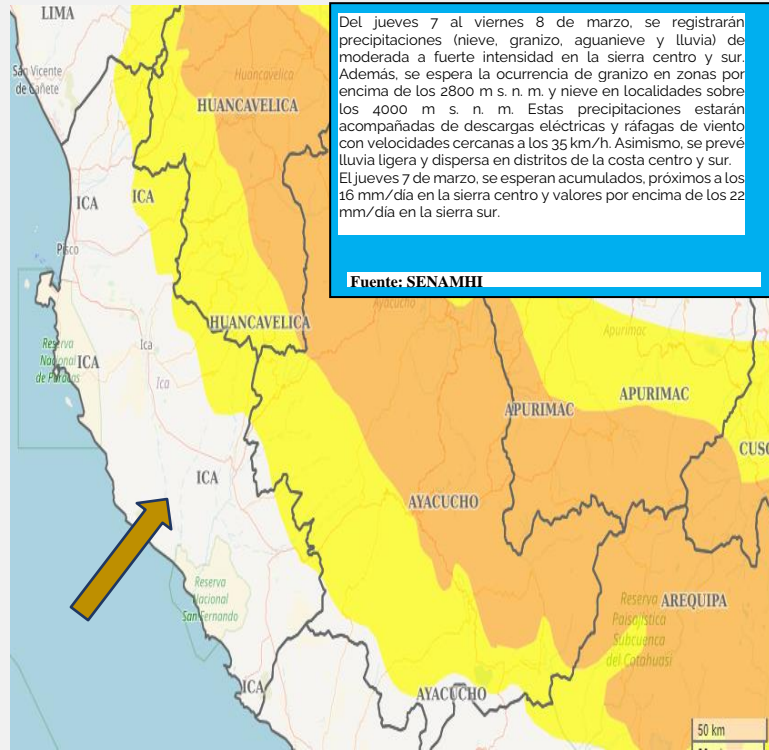 LIMA
Del jueves 7 al viernes 8 de marzo, se registrarán
precipitaciones (nieve, granizo, aguanieve y lluvia) de
moderada a fuerte intensidad en la sierra centro y sur.
Además, se espera la ocurrencia de granizo en zonas por
encima de los 2800 m s. n. m. y nieve en localidades sobre
los 4000 m s. n. m. Estas precipitaciones estarán
acompañadas de descargas eléctricas y ráfagas de viento
con velocidades cercanas a los 35 km/h. Asimismo, se prevé
lluvia ligera y dispersa en distritos de la costa centro y sur.
El jueves 7 de marzo, se esperan acumulados, próximos a los
16 mm/día en la sierra centro y valores por encima de los 22
mm/día en la sierra sur.
Fuente: SENAMHI
San Vicente
de Cañete
Huancavelica
HUANCAVELICA
ICA
ICA
Pisco
Ayacucho
HUANCAVELICA
Apurimac
Reserva
Nacional
de Paracas
ICA
Ica
Ica
APURIMAC
APURIMAC
CUSC
ICA
AYACUCHO
Reserva
Nacional
San Fernando
Reserva
Paisajística
Subcuenca
del Cotahuasi
AREQUIPA
ICA
AYACUCHO
50 km